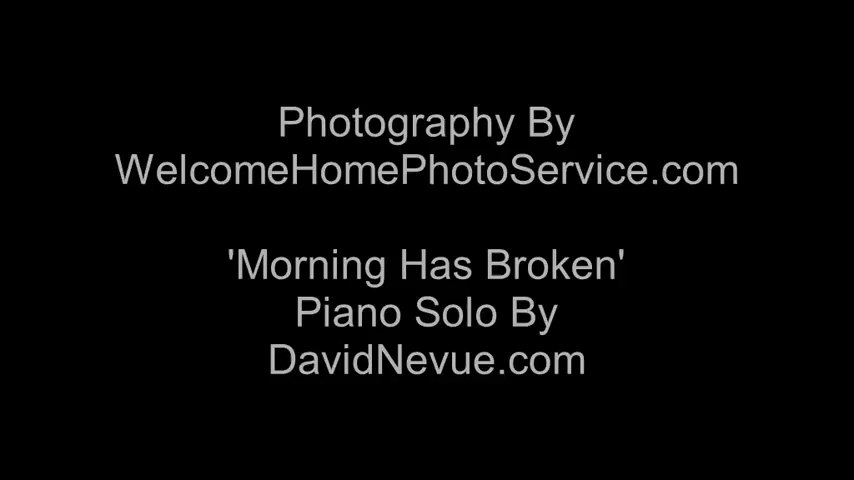 Photography By
WelcomeHomePhotoService.com
'Morning Has Broken'
Piano Solo By
DavidNevue.com